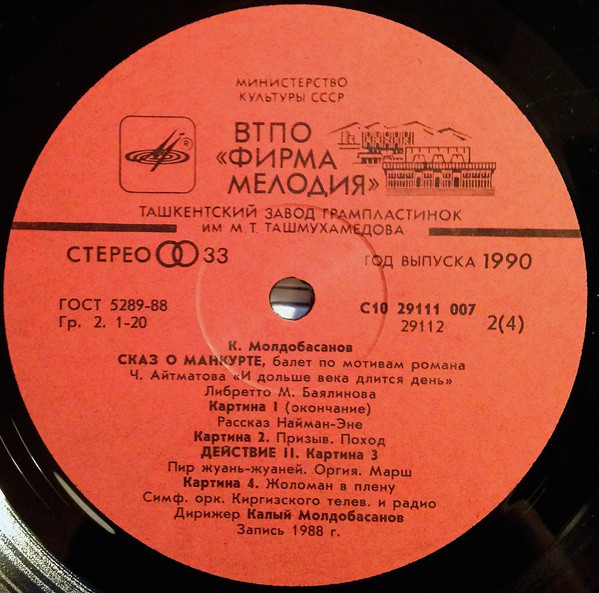 МИНИСТЕРСТВО
КУЛЬТУРЫ СССР
ВТПО
«ФИРМА
МЕЛОДИЯ»
ТАШКЕНТСКИЙ ЗАВОД ГРАМПЛАСТИНОК
ИМ М. Т. ТАШМУХАМЕДОВА
СТЕРЕО 33
ГОД ВЫПУСКА 1990
ГОСТ 5289-88
Гр. 2. 1-20
С10 29111 007
29112
2(4)
К. Молдобасанов
СКАЗ О МАНКУРТЕ, балет по мотивам романа
Ч. Айтматова «И дольше века длится день»
Либретто М. Баялинова
Картина 1 (окончание)
Рассказ Найман-Эне
Картина 2. Призыв. Поход
ДЕЙСТВИЕ II. Картина 3
Пир жуань-жуаней. Оргия. Марш
Картина 4. Жоломан в плену
Симф. орк. Киргизского телев. и радио
Дирижер Калый Молдобасанов
Запись 1988 г.